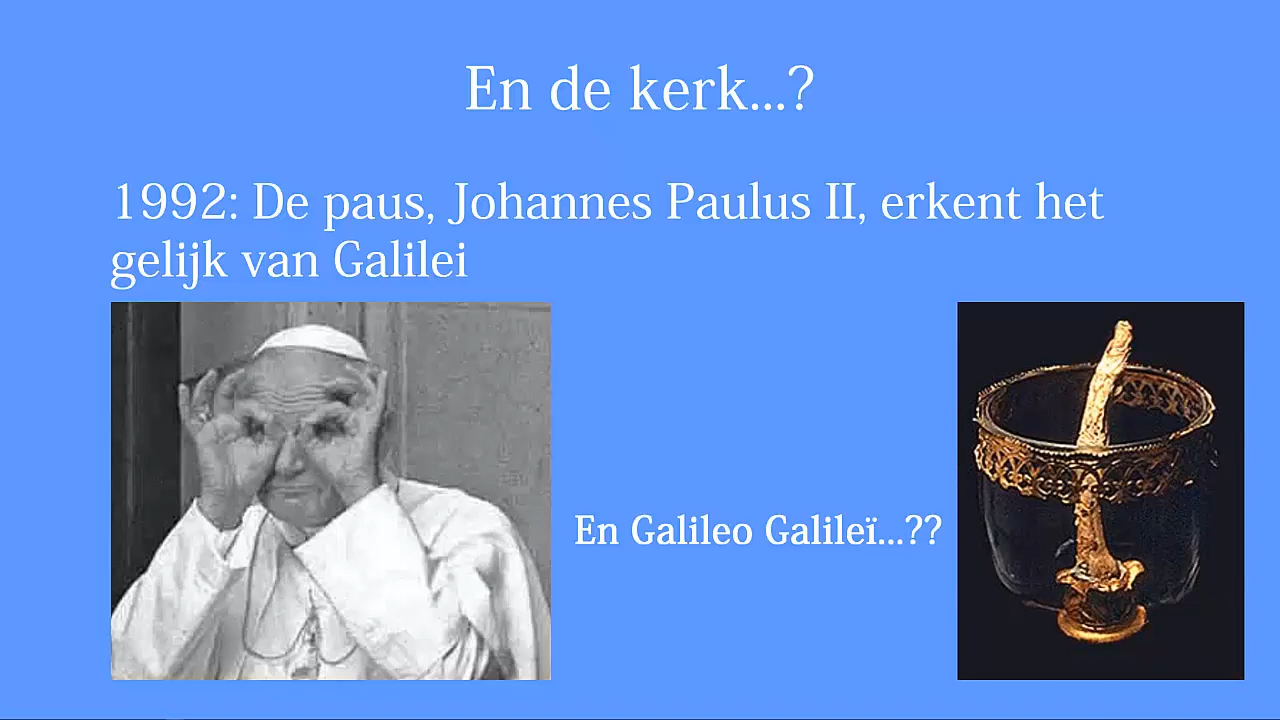 En de kerk...?
1992: De paus, Johannes Paulus II, erkent het
gelijk van Galilei
En Galileo Galileï...??